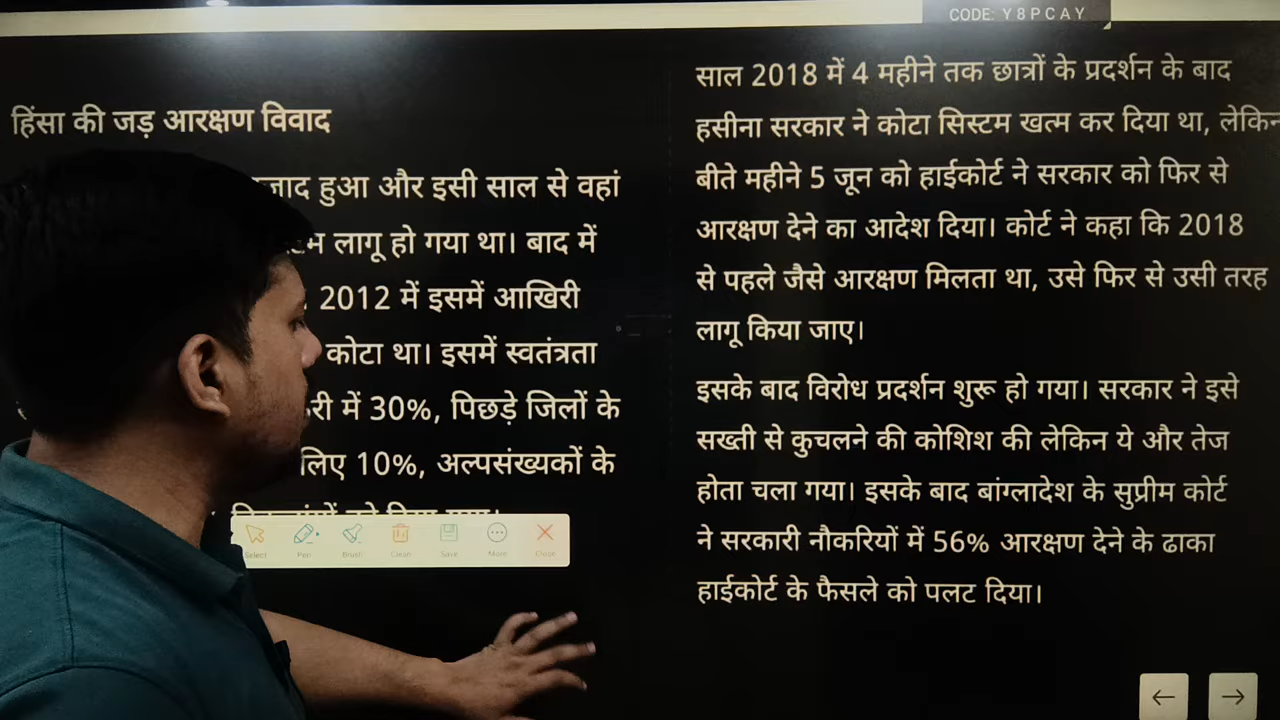 CODE: Y8PCAY
हिंसा की जड़ आरक्षण विवाद
हुआ और इसी साल से वहां
लागू हो गया था। बाद में
2012 में इसमें आखिरी
कोटा था। इसमें स्वतंत्रता
में 30%, पिछड़े जिलों के
लिए 10%, अल्पसंख्यकों के
साल 2018 में 4 महीने तक छात्रों के प्रदर्शन के बाद
हसीना सरकार ने कोटा सिस्टम खत्म कर दिया था, लेकिन
बीते महीने 5 जून को हाईकोर्ट ने सरकार को फिर से
आरक्षण देने का आदेश दिया। कोर्ट ने कहा कि 2018
से पहले जैसे आरक्षण मिलता था, उसे फिर से उसी तरह
लागू किया जाए।
इसके बाद विरोध प्रदर्शन शुरू हो गया। सरकार ने इसे
सख्ती से कुचलने की कोशिश की लेकिन ये और तेज
होता चला गया। इसके बाद बांग्लादेश के सुप्रीम कोर्ट
ने सरकारी नौकरियों में 56% आरक्षण देने के ढाका
हाईकोर्ट के फैसले को पलट दिया।
Select Pen Brush Clean Save More Close